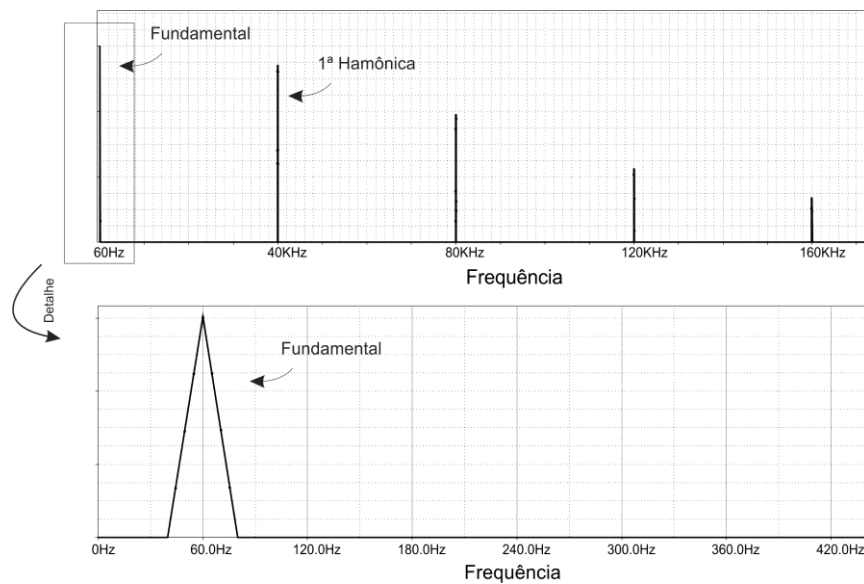 Fundamental
1ª Hamônica
60Hz 40KHz 80KHz 120KHz 160KHz
Frequência
Detalhe
Fundamental
0Hz 60.0Hz 120.0Hz 180.0Hz 240.0Hz 300.0Hz 360.0Hz 420.0Hz
Frequência